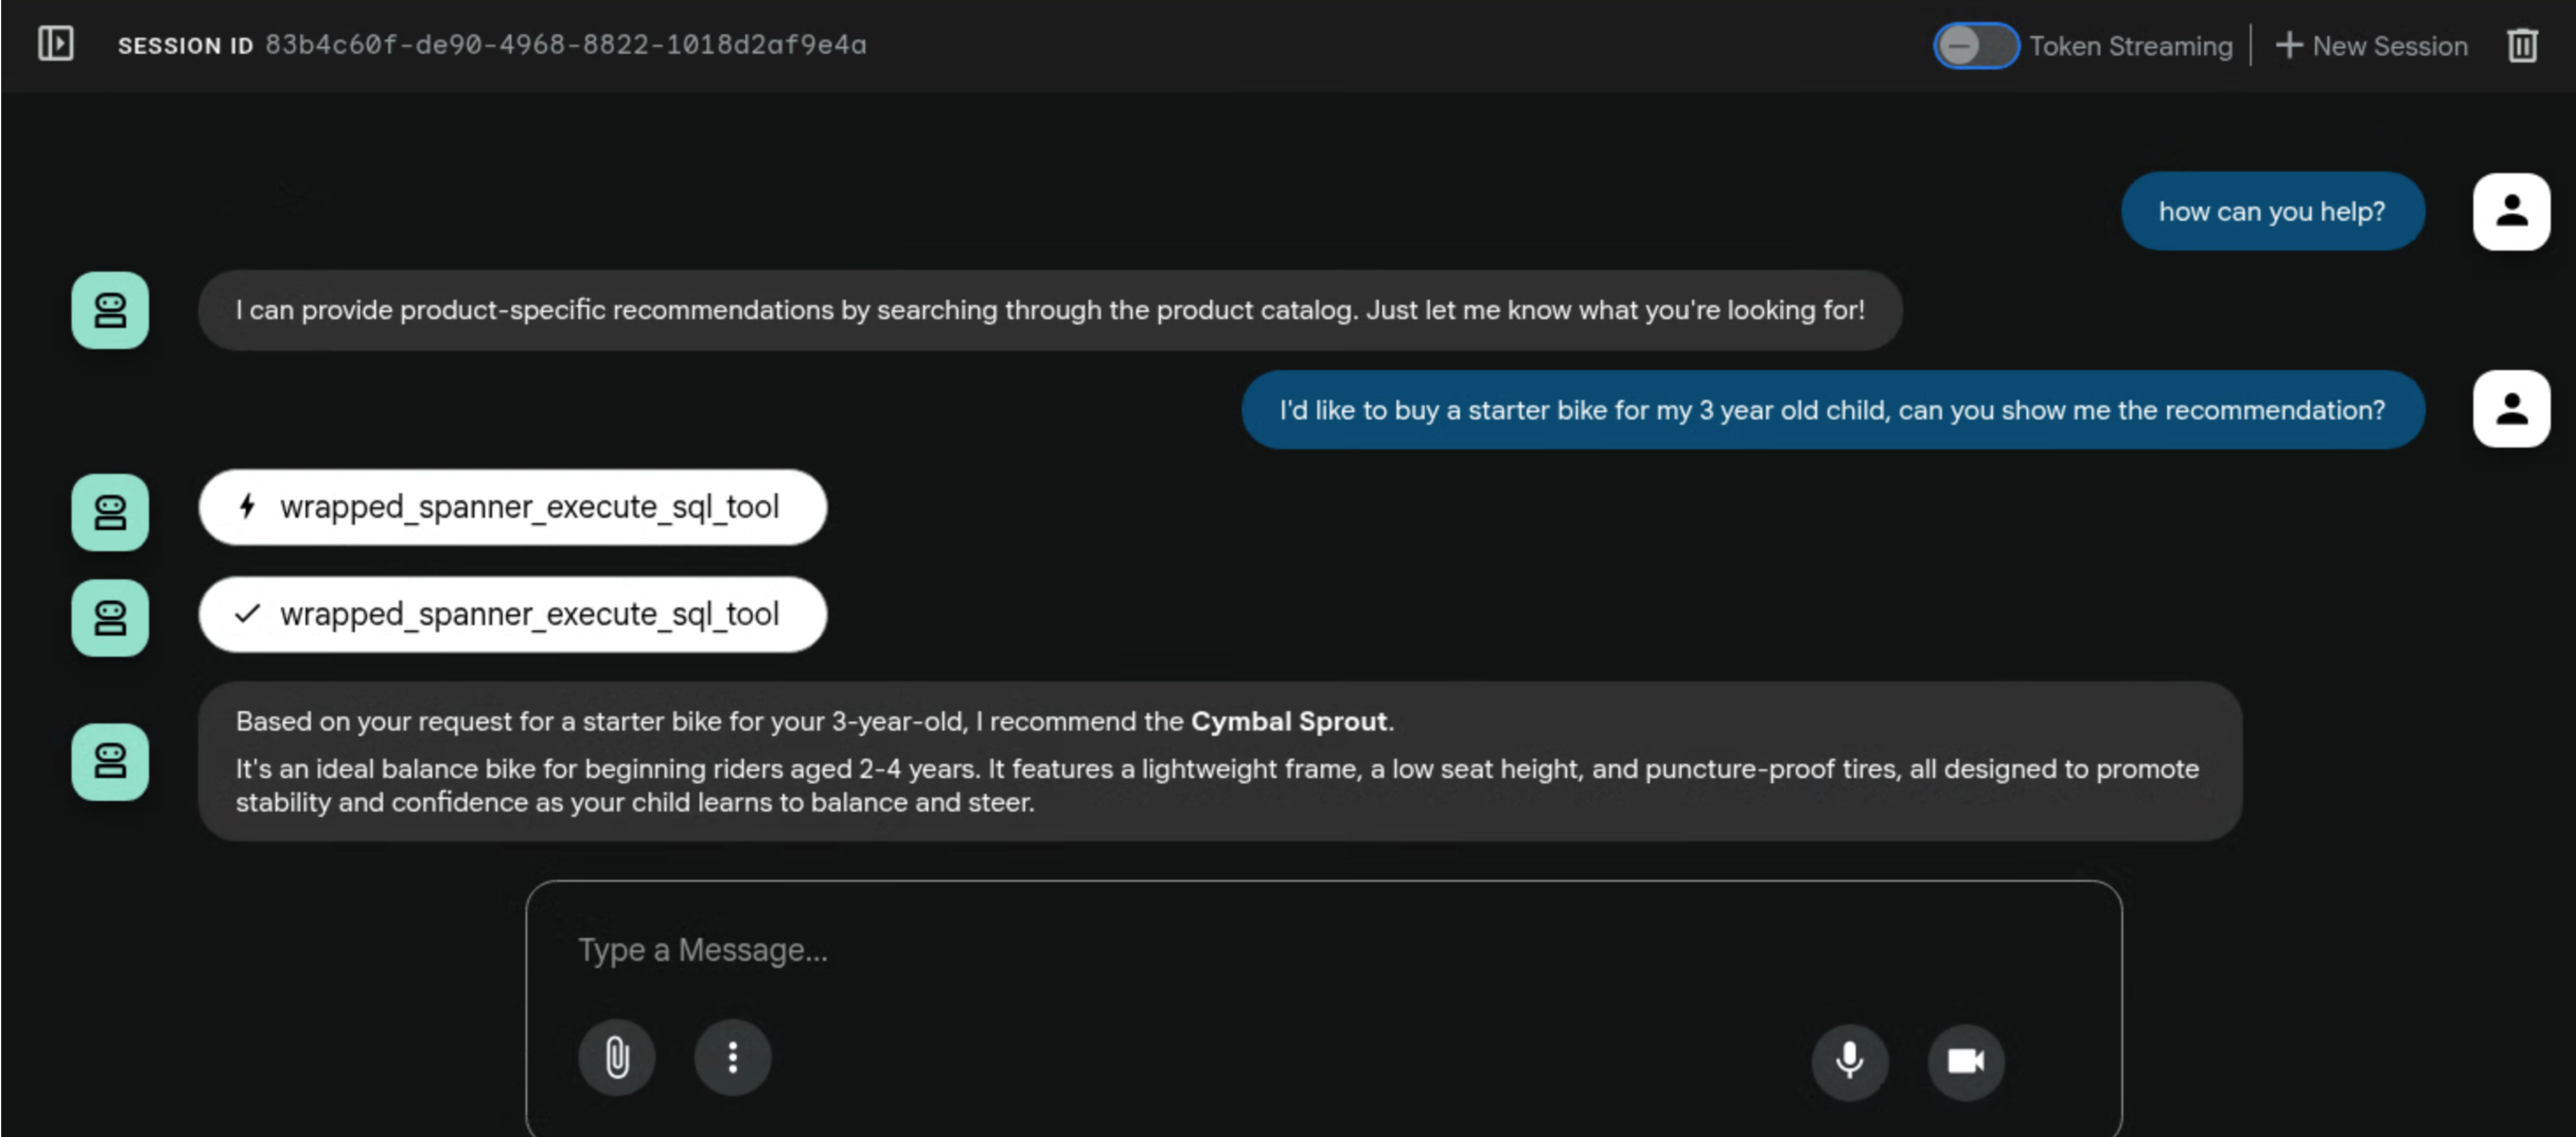 SESSION ID 83b4c60f-de90-4968-8822-1018d2af9e4a Token Streaming New Session
how can you help?
I can provide product-specific recommendations by searching through the product catalog. Just let me know what you're looking for!
I'd like to buy a starter bike for my 3 year old child, can you show me the recommendation?
wrapped_spanner_execute_sql_tool
wrapped_spanner_execute_sql_tool
Based on your request for a starter bike for your 3-year-old, I recommend the Cymbal Sprout.
It's an ideal balance bike for beginning riders aged 2-4 years. It features a lightweight frame, a low seat height, and puncture-proof tires, all designed to promote
stability and confidence as your child learns to balance and steer.
Type a Message...